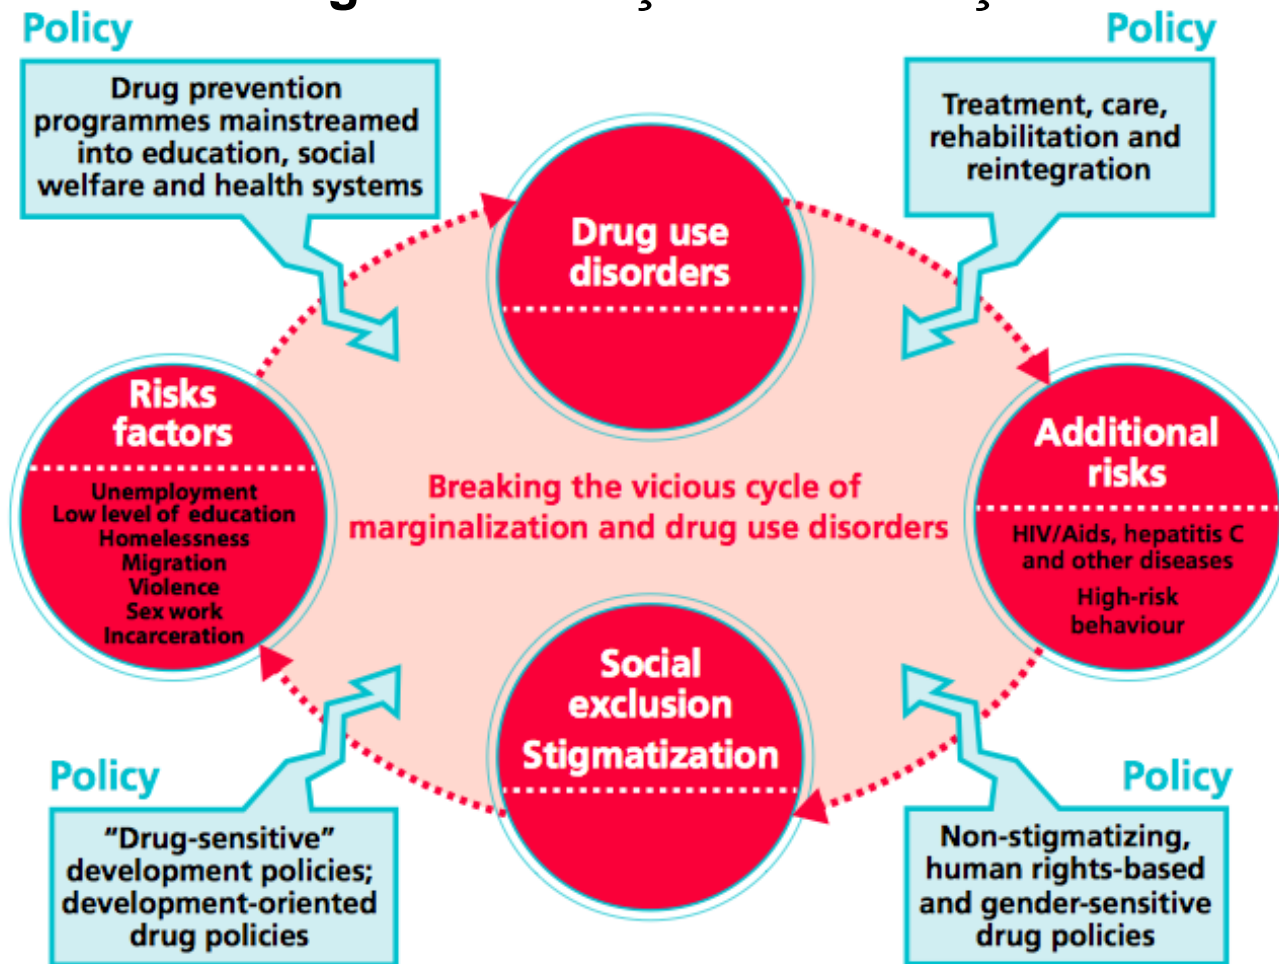 Policy
Drug prevention
programmes mainstreamed
into education, social
welfare and health systems
Policy
Treatment, care,
rehabilitation and
reintegration
Drug use
disorders
Risks
factors
Unemployment
Low level of education
Homelessness
Migration
Violence
Sex work
Incarceration
Breaking the vicious cycle of
marginalization and drug use disorders
Additional
risks
HIV/Aids, hepatitis C
and other diseases
High-risk
behaviour
Social
exclusion
Stigmatization
Policy
"Drug-sensitive"
development policies;
development-oriented
drug policies
Policy
Non-stigmatizing,
human rights-based
and gender-sensitive
drug policies